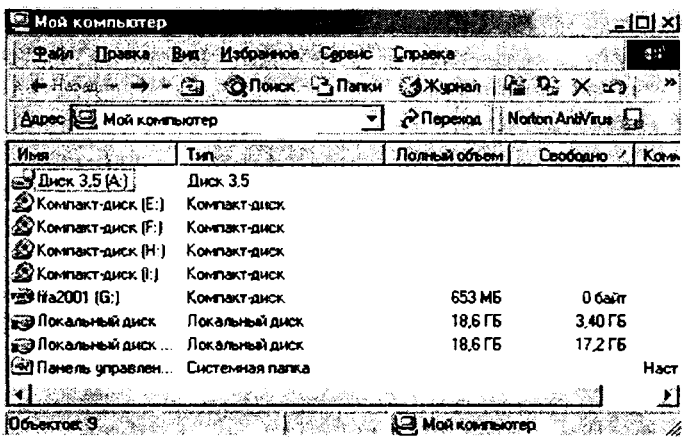 Мой компьютер
Файл Правка Вид Избранное Сервис Справка
Назад Поиск Папки Журнал »
Адрес Мой компьютер Переход Norton AntiVirus
Имя Тип Полный объем Свободно Комм
Диск 3,5 (A:) Диск 3,5
Компакт-диск (E:) Компакт-диск
Компакт-диск (F:) Компакт-диск
Компакт-диск (H:) Компакт-диск
Компакт-диск (I:) Компакт-диск
fifa2001 (G:) Компакт-диск 653 МБ 0 байт
Локальный диск Локальный диск 18,6 ГБ 3,40 ГБ
Локальный диск ... Локальный диск 18,6 ГБ 17,2 ГБ
Панель управлен... Системная папка Наст
Объектов: 9 Мой компьютер